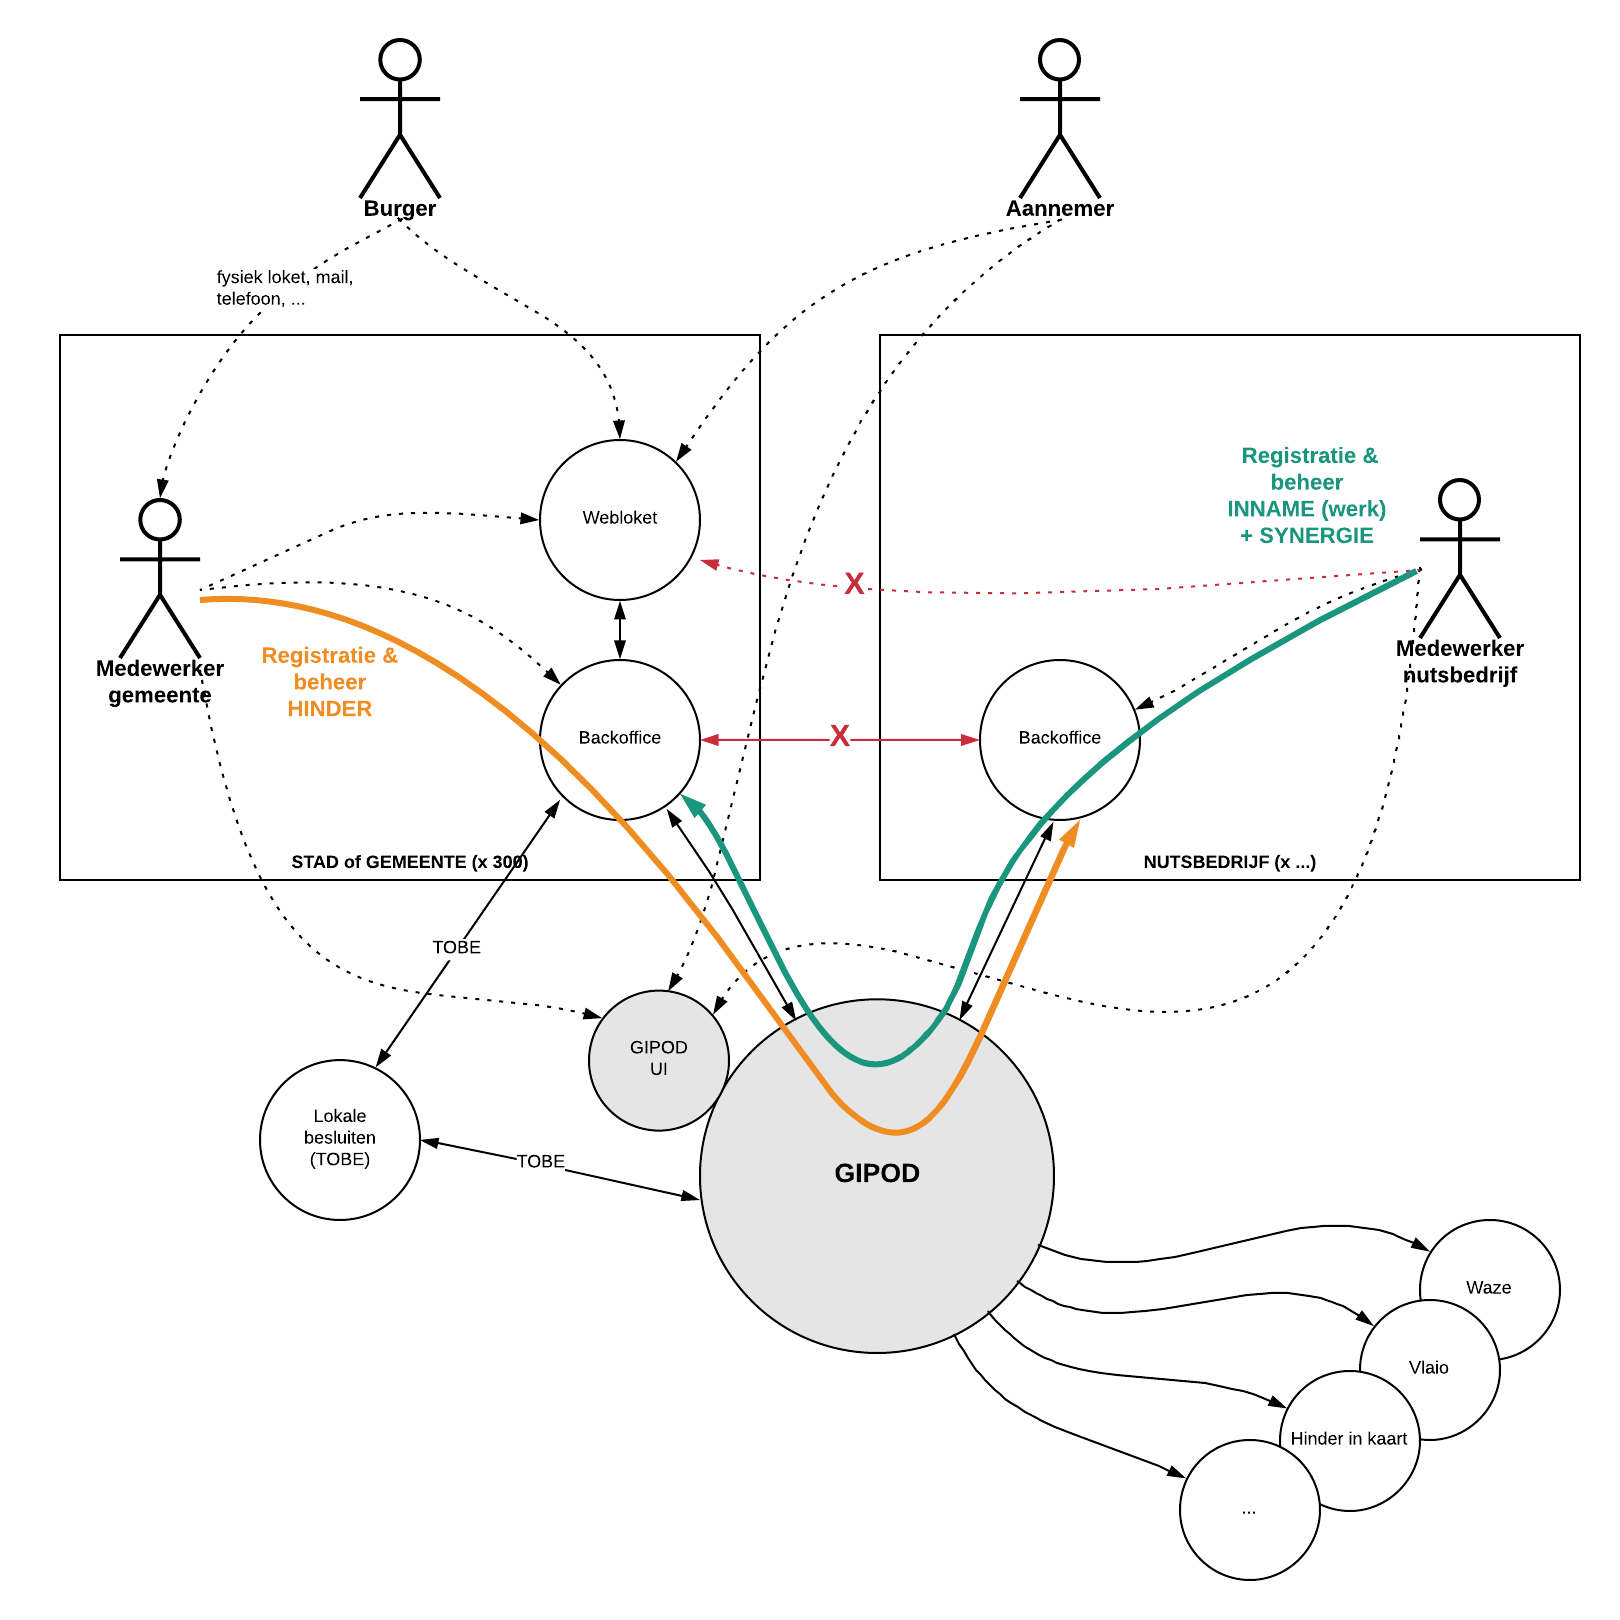 Burger
Aannemer
fysiek loket, mail,
telefoon, ...
Registratie &
beheer
INNAME (werk)
+ SYNERGIE
Webloket
X
Medewerker
gemeente
Registratie &
beheer
HINDER
Medewerker
nutsbedrijf
Backoffice
X
Backoffice
STAD of GEMEENTE (x 300)
NUTSBEDRIJF (x ...)
TOBE
GIPOD
UI
Lokale
besluiten
(TOBE)
TOBE
GIPOD
Waze
Vlaio
Hinder in kaart
...